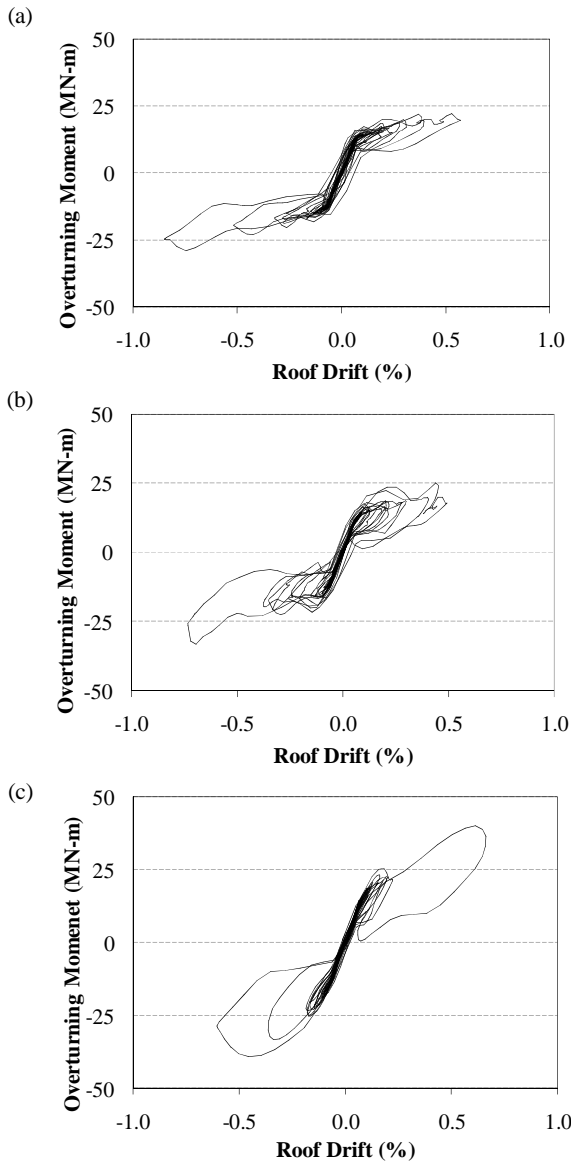 (a)
50
25
0
-25
-50
Overturning Moment (MN-m)
-1.0 -0.5 0.0 0.5 1.0
Roof Drift (%)
(b)
50
25
0
-25
-50
Overturning Moment (MN-m)
-1.0 -0.5 0.0 0.5 1.0
Roof Drift (%)
(c)
50
25
0
-25
-50
Overturning Momenet (MN-m)
-1.0 -0.5 0.0 0.5 1.0
Roof Drift (%)